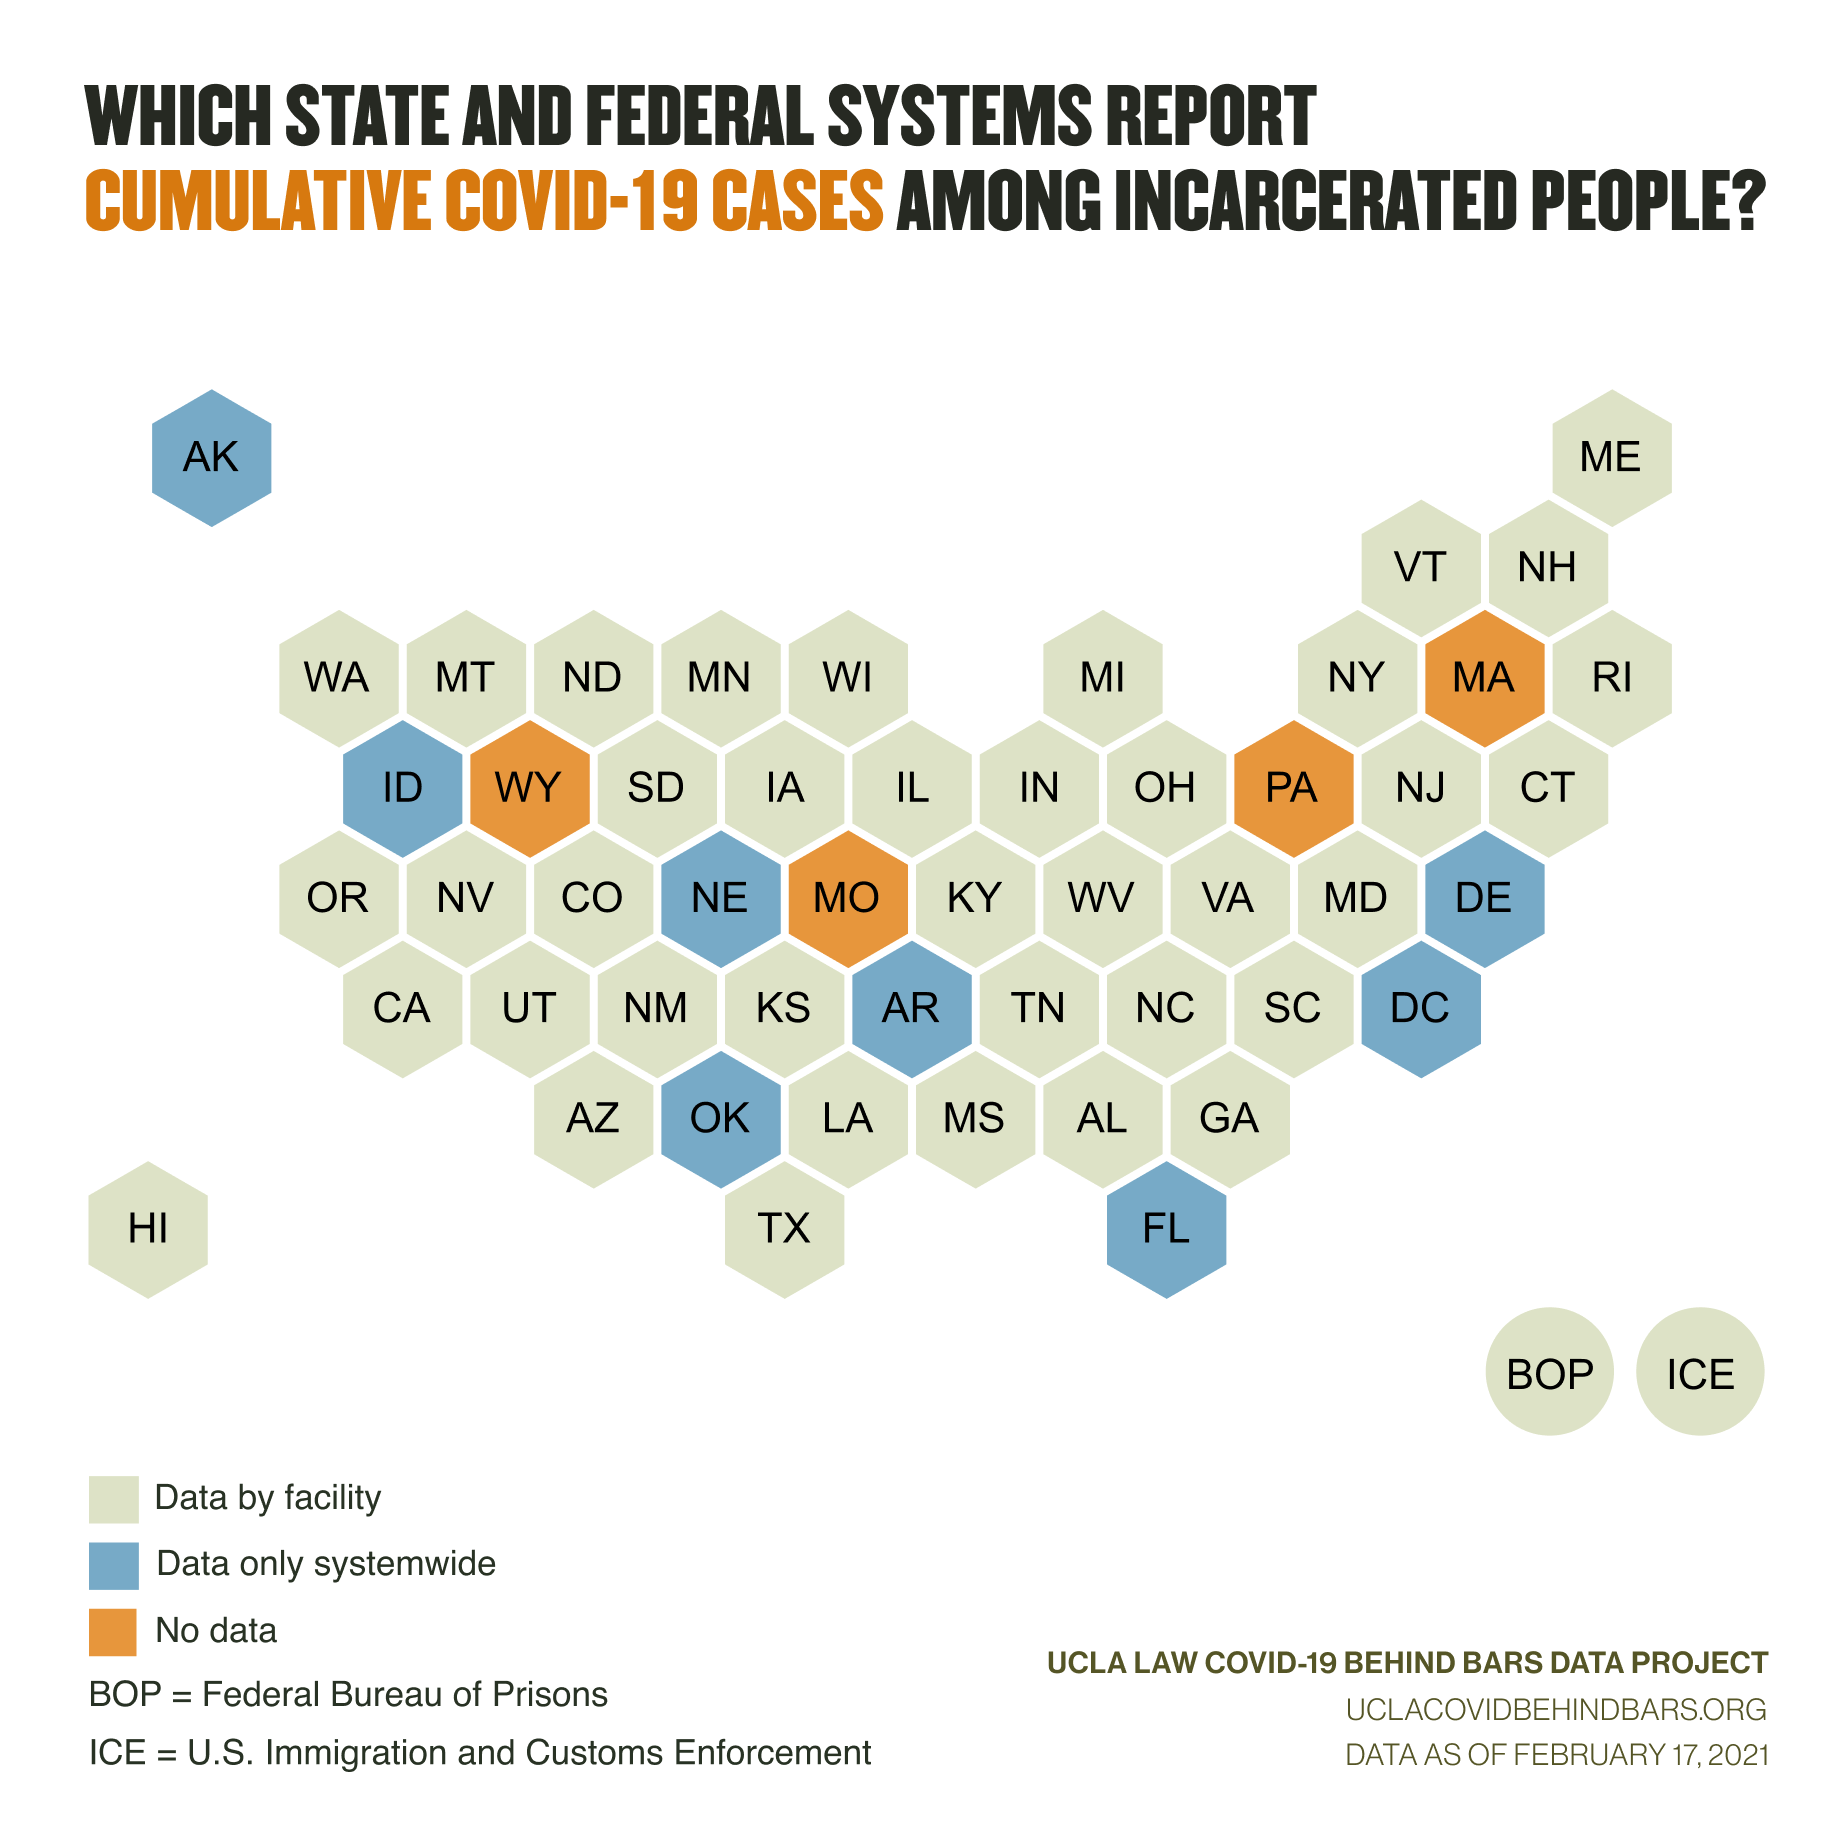 WHICH STATE AND FEDERAL SYSTEMS REPORT
CUMULATIVE COVID-19 CASES AMONG INCARCERATED PEOPLE?
AK
ME
VT NH
WA MT ND MN WI MI NY MA RI
ID WY SD IA IL IN OH PA NJ CT
OR NV CO NE MO KY WV VA MD DE
CA UT NM KS AR TN NC SC DC
AZ OK LA MS AL GA
HI TX FL
BOP ICE
Data by facility
Data only systemwide
No data
BOP = Federal Bureau of Prisons
ICE = U.S. Immigration and Customs Enforcement
UCLA LAW COVID-19 BEHIND BARS DATA PROJECT
UCLACOVIDBEHINDBARS.ORG
DATA AS OF FEBRUARY 17, 2021